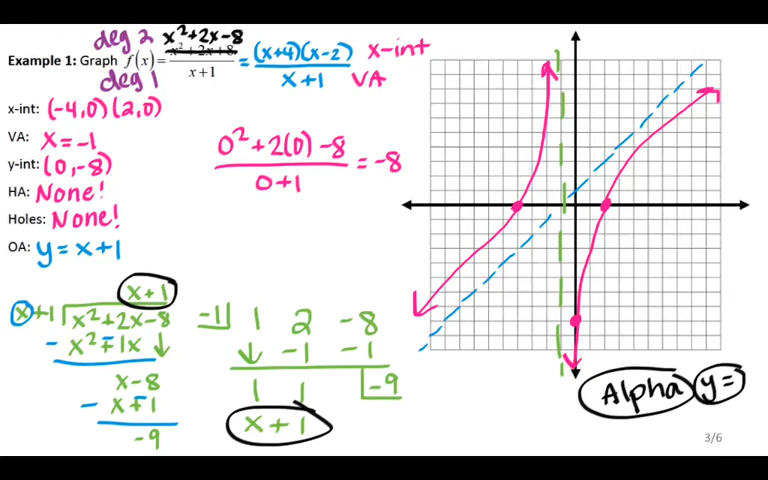 deg 2 x²+2x-8
Example 1: Graph f(x) = x²+2x+8 / x+1 = (x+4)(x-2) / x+1 x-int VA
deg 1
x-int: (-4,0) (2,0)
VA: x = -1
y-int: (0,-8)
HA: None!
Holes: None!
OA: y = x+1
0² + 2(0) - 8 / 0+1 = -8
x+1
x+1 x²+2x-8
- x² + 1x ↓
x-8
- x + 1
-9
-1 1 2 -8
↓ -1 -1
1 1 -9
x + 1
Alpha y=
3/6